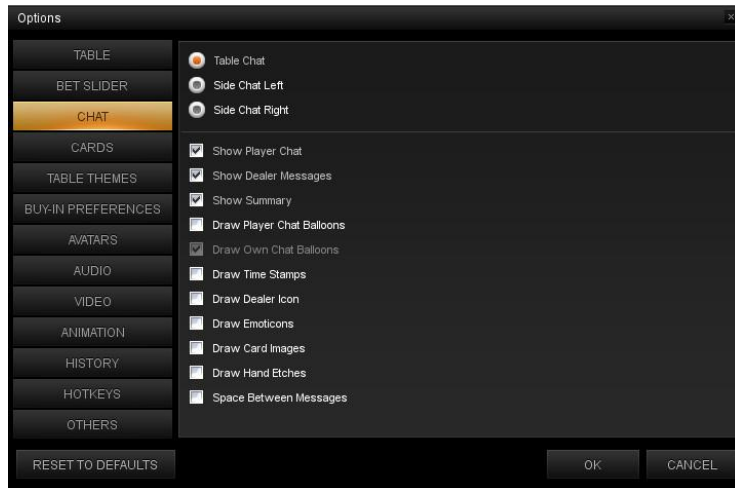 Options
TABLE
BET SLIDER
CHAT
CARDS
TABLE THEMES
BUY-IN PREFERENCES
AVATARS
AUDIO
VIDEO
ANIMATION
HISTORY
HOTKEYS
OTHERS
Table Chat
Side Chat Left
Side Chat Right
Show Player Chat
Show Dealer Messages
Show Summary
Draw Player Chat Balloons
Draw Own Chat Balloons
Draw Time Stamps
Draw Dealer Icon
Draw Emoticons
Draw Card Images
Draw Hand Etches
Space Between Messages
RESET TO DEFAULTS
OK
CANCEL